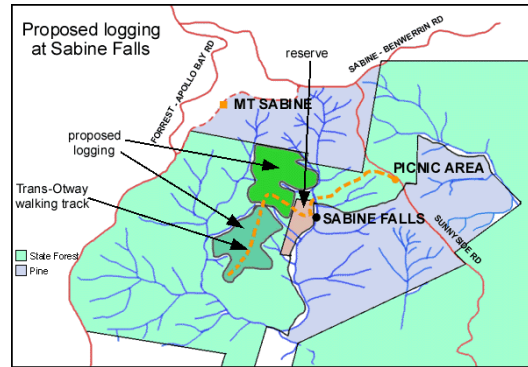 Proposed logging
at Sabine Falls
reserve
SABINE - BENWERRIN RD
FORREST - APOLLO BAY RD
MT SABINE
proposed
logging
PICNIC AREA
Trans-Otway
walking track
SABINE FALLS
SUNNYSIDE RD
State Forest
Pine